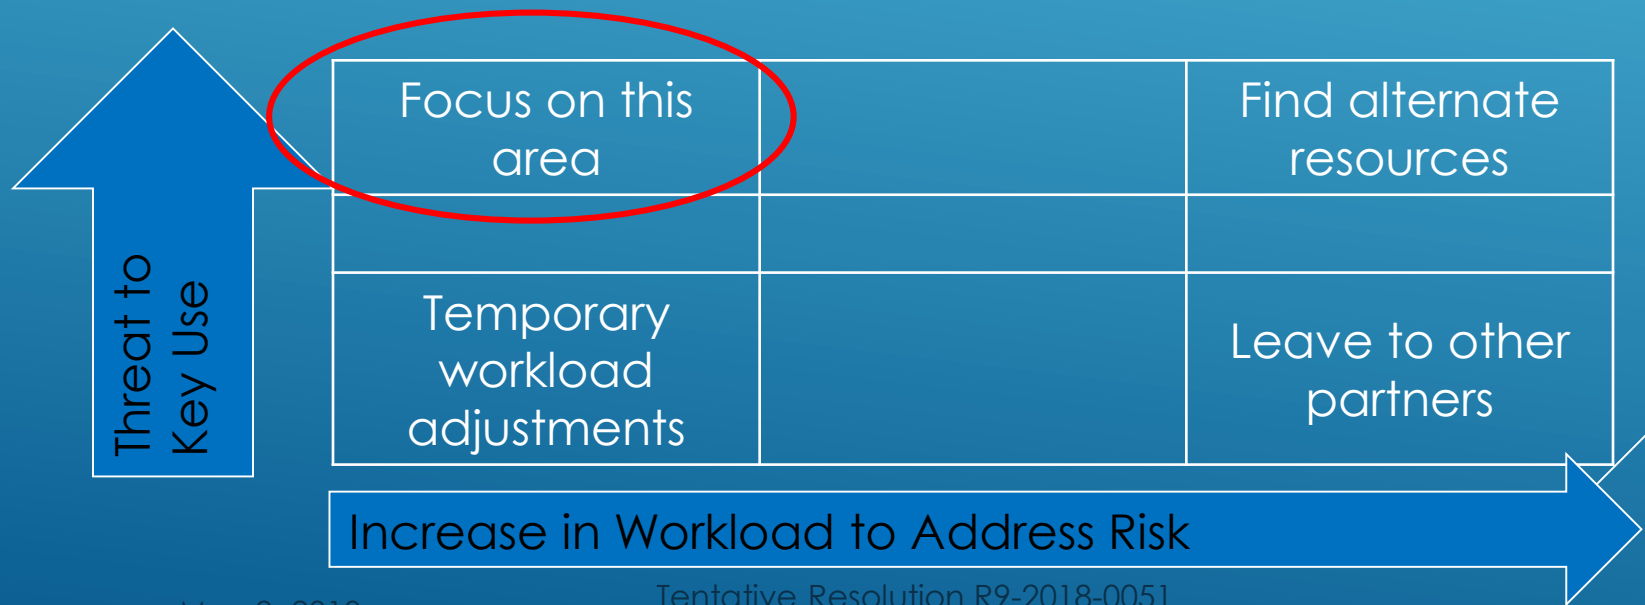 Focus on this
area
Find alternate
resources
Temporary
workload
adjustments
Leave to other
partners
Threat to
Key Use
Increase in Workload to Address Risk
Tentative Resolution R9-2018-0051